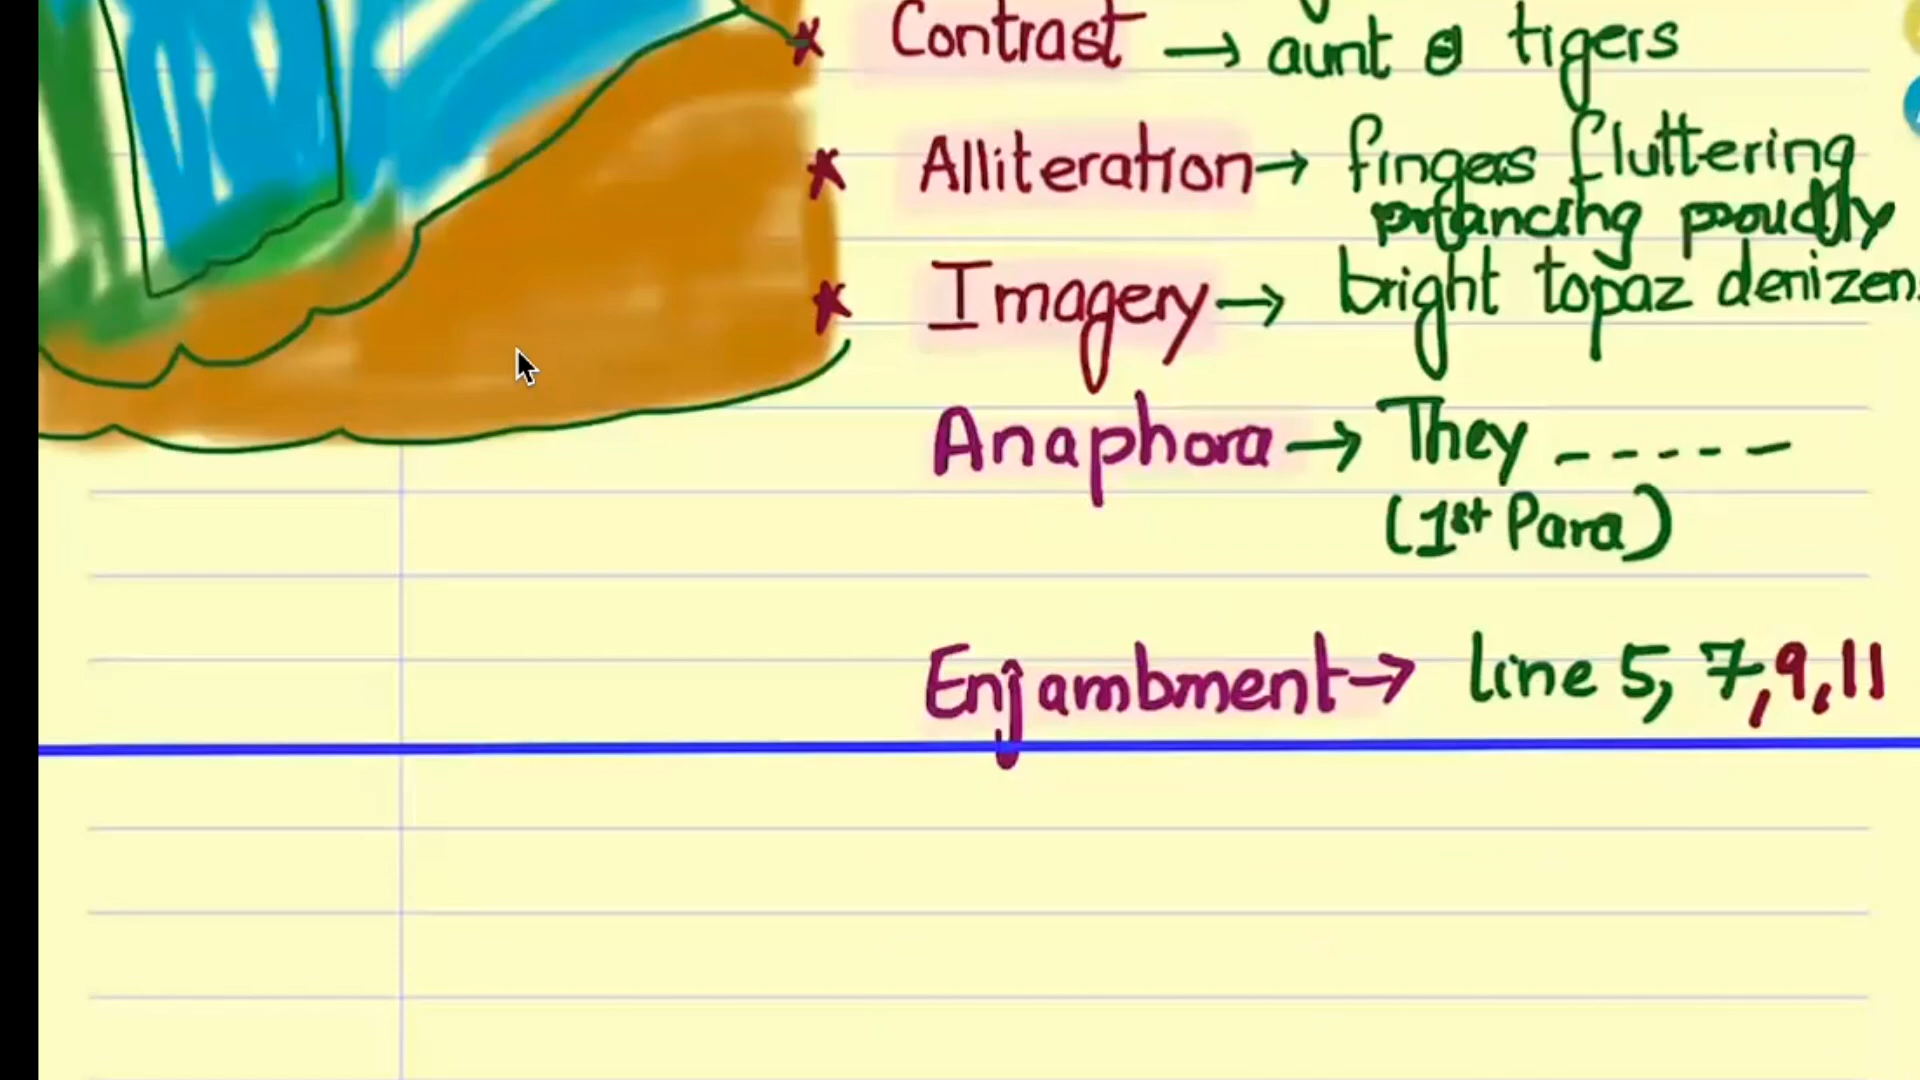 Contrast → aunt & tigers
Alliteration → fingers fluttering
prancing proudly
Imagery → bright topaz denizens
Anaphora → They -----
(1st Para)
Enjambment → line 5, 7, 9, 11